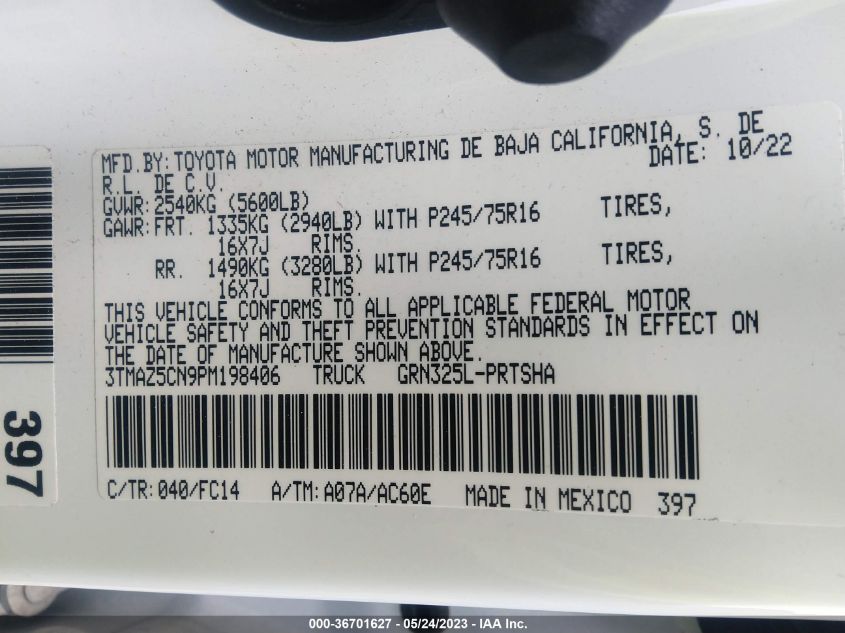 MFD.BY:TOYOTA MOTOR MANUFACTURING DE BAJA CALIFORNIA, S. DE
R.L. DE C.V. DATE: 10/22
GVWR:2540KG (5600LB)
GAWR:FRT. 1335KG (2940LB) WITH P245/75R16 TIRES,
16X7J RIMS.
RR. 1490KG (3280LB) WITH P245/75R16 TIRES,
16X7J RIMS.
THIS VEHICLE CONFORMS TO ALL APPLICABLE FEDERAL MOTOR
VEHICLE SAFETY AND THEFT PREVENTION STANDARDS IN EFFECT ON
THE DATE OF MANUFACTURE SHOWN ABOVE.
3TMAZ5CN9PM198406 TRUCK GRN325L-PRTSHA
C/TR:040/FC14 A/TM:A07A/AC60E MADE IN MEXICO 397
397
000-36701627 - 05/24/2023 - © IAA Inc.